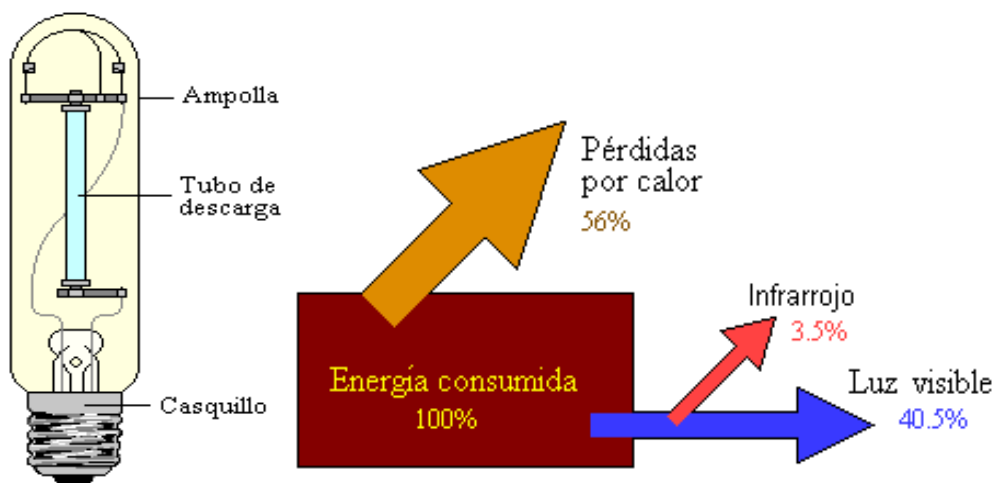 Ampolla
Tubo de
descarga
Casquillo
Pérdidas
por calor
56%
Energía consumida
100%
Infrarrojo
3.5%
Luz visible
40.5%